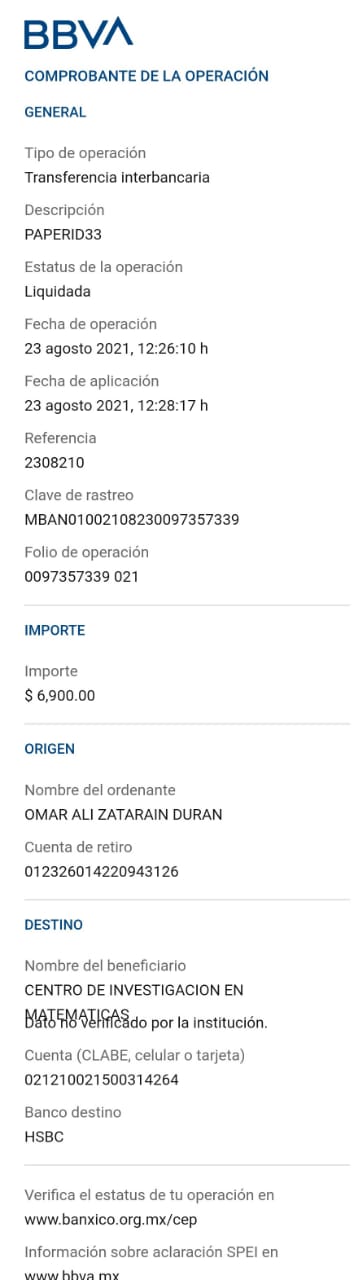 BBVA
COMPROBANTE DE LA OPERACIÓN
GENERAL
Tipo de operación
Transferencia interbancaria
Descripción
PAPERID33
Estatus de la operación
Liquidada
Fecha de operación
23 agosto 2021, 12:26:10 h
Fecha de aplicación
23 agosto 2021, 12:28:17 h
Referencia
2308210
Clave de rastreo
MBAN01002108230097357339
Folio de operación
0097357339 021
IMPORTE
Importe
$ 6,900.00
ORIGEN
Nombre del ordenante
OMAR ALI ZATARAIN DURAN
Cuenta de retiro
012326014220943126
DESTINO
Nombre del beneficiario
CENTRO DE INVESTIGACION EN
MATEMATICAS
Dato no verificado por la institución.
Cuenta (CLABE, celular o tarjeta)
021210021500314264
Banco destino
HSBC
Verifica el estatus de tu operación en
www.banxico.org.mx/cep
Información sobre aclaración SPEI en
www.bbva.mx